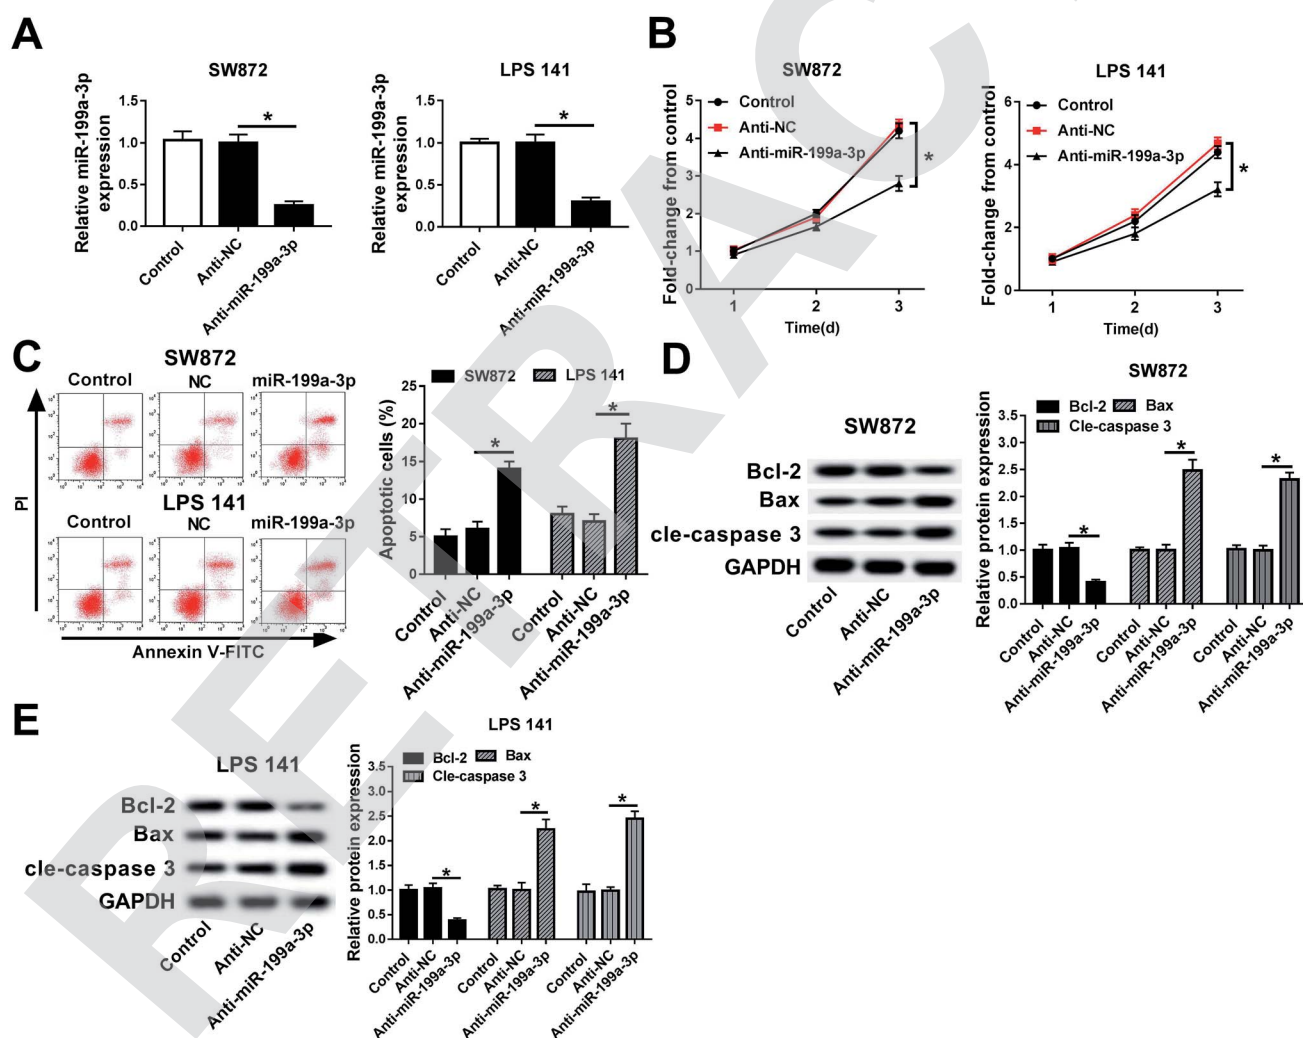 A
SW872
Relative miR-199a-3p
expression
1.5
1.0
0.5
0.0
*
Control
Anti-NC
Anti-miR-199a-3p
LPS 141
Relative miR-199a-3p
expression
1.5
1.0
0.5
0.0
*
Control
Anti-NC
Anti-miR-199a-3p
B
SW872
Fold-change from control
5
4
3
2
1
0
Control
Anti-NC
Anti-miR-199a-3p
*
1 2 3
Time(d)
LPS 141
Fold-change from control
6
4
2
0
Control
Anti-NC
Anti-miR-199a-3p
*
1 2 3
Time(d)
C
SW872
Control NC miR-199a-3p
LPS 141
Control NC miR-199a-3p
PI
Annexin V-FITC
SW872 LPS 141
Apoptotic cells (%)
25
20
15
10
5
0
* *
Control
Anti-NC
Anti-miR-199a-3p
Control
Anti-NC
Anti-miR-199a-3p
D
SW872
Bcl-2
Bax
cle-caspase 3
GAPDH
Control
Anti-NC
Anti-miR-199a-3p
SW872
Bcl-2 Bax
Cle-caspase 3
Relative protein expression
3.5
3.0
2.5
2.0
1.5
1.0
0.5
0.0
* * *
Control
Anti-NC
Anti-miR-199a-3p
Control
Anti-NC
Anti-miR-199a-3p
Control
Anti-NC
Anti-miR-199a-3p
E
LPS 141
Bcl-2
Bax
cle-caspase 3
GAPDH
Control
Anti-NC
Anti-miR-199a-3p
LPS 141
Bcl-2 Bax
Cle-caspase 3
Relative protein expression
3.5
3.0
2.5
2.0
1.5
1.0
0.5
0.0
* * *
Control
Anti-NC
Anti-miR-199a-3p
Control
Anti-NC
Anti-miR-199a-3p
Control
Anti-NC
Anti-miR-199a-3p
RETRAC